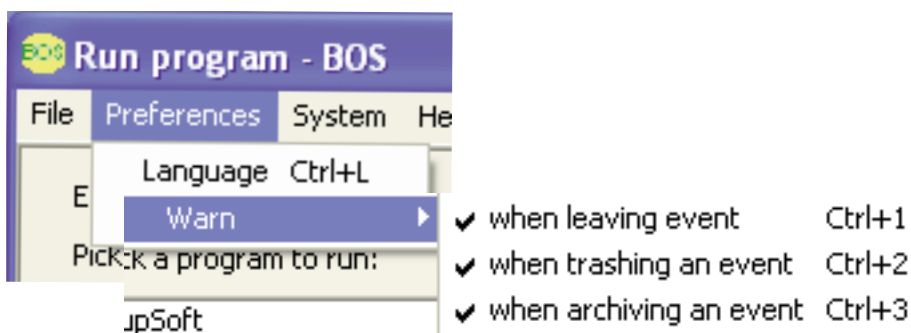 BOS Run program - BOS
File Preferences System He
Language Ctrl+L
E
Warn
when leaving event Ctrl+1
Pick a program to run:
when trashing an event Ctrl+2
upSoft
when archiving an event Ctrl+3